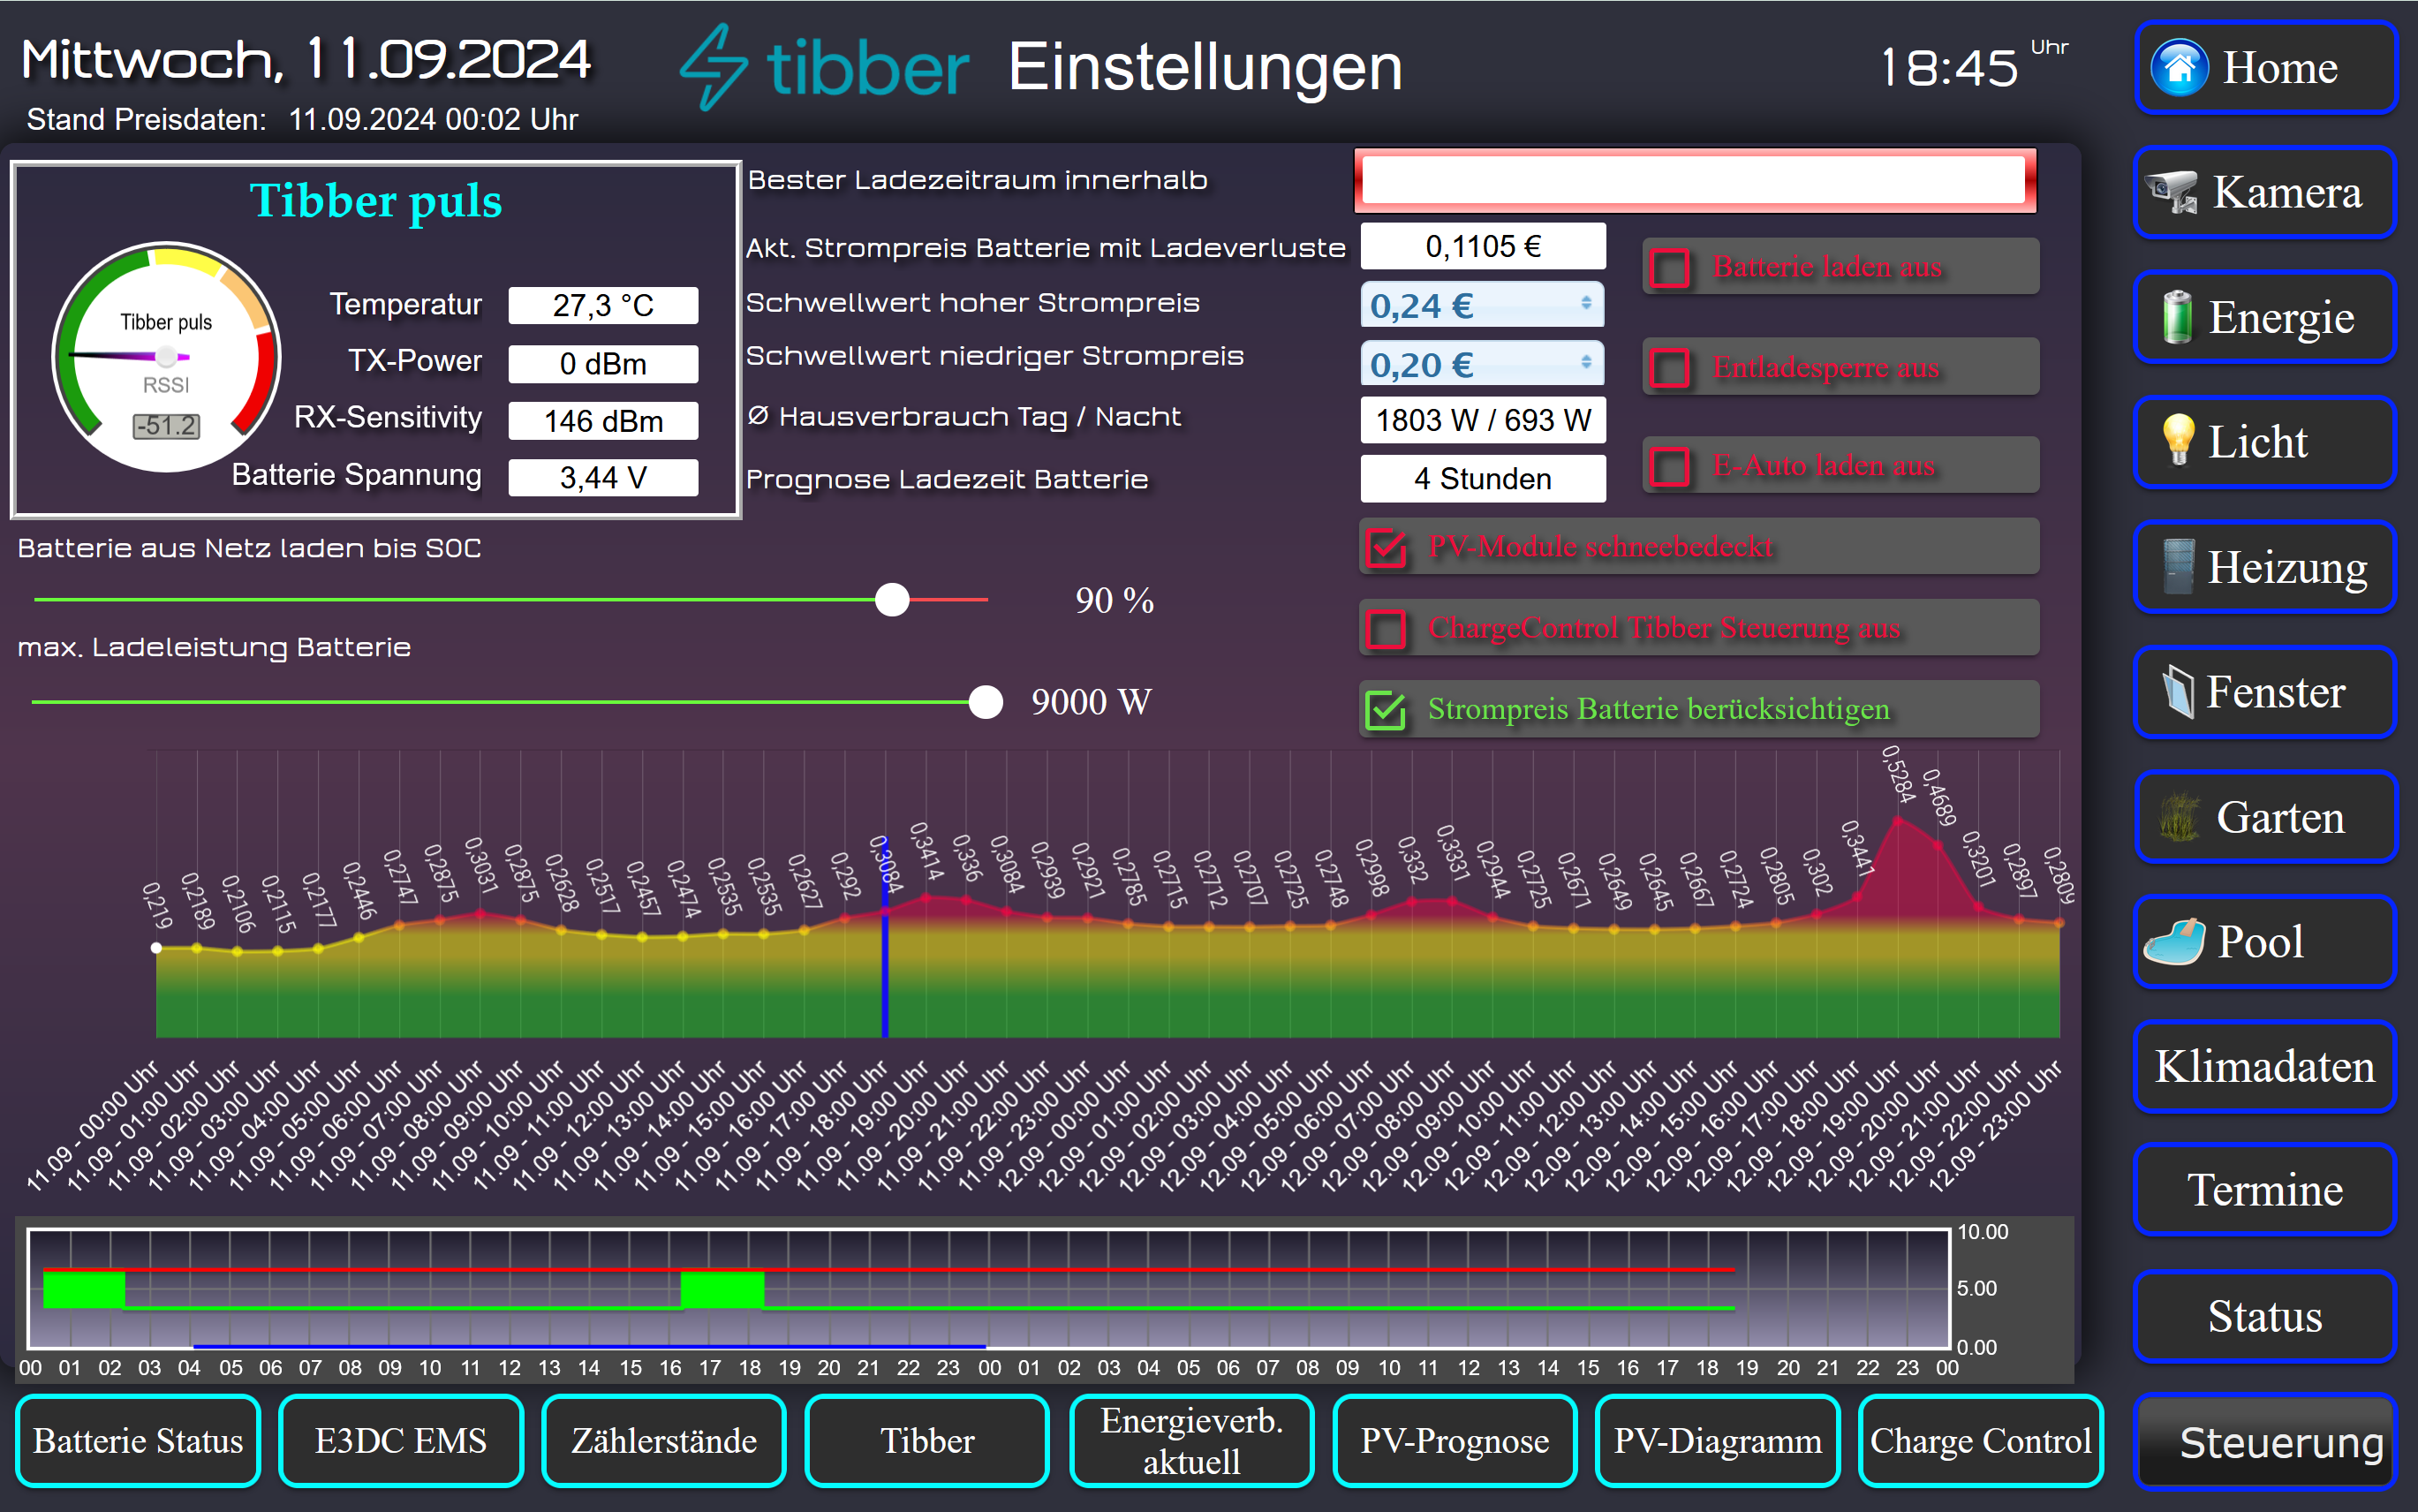 Mittwoch, 11.09.2024
tibber Einstellungen
18:45 Uhr
Stand Preisdaten: 11.09.2024 00:02 Uhr
Tibber puls
Tibber puls
RSSI
-51.2
Temperatur 27,3 °C
TX-Power 0 dBm
RX-Sensitivity 146 dBm
Batterie Spannung 3,44 V
Bester Ladezeitraum innerhalb
Akt. Strompreis Batterie mit Ladeverluste 0,1105 €
Schwellwert hoher Strompreis 0,24 €
Schwellwert niedriger Strompreis 0,20 €
Ø Hausverbrauch Tag / Nacht 1803 W / 693 W
Prognose Ladezeit Batterie 4 Stunden
Batterie laden aus
Entladesperre aus
E-Auto laden aus
PV-Module schneebedeckt
ChargeControl Tibber Steuerung aus
Strompreis Batterie berücksichtigen
Batterie aus Netz laden bis SOC
90 %
max. Ladeleistung Batterie
9000 W
0,219 0,2189 0,2106 0,2115 0,2177 0,2446 0,2747 0,2875 0,3031 0,2875 0,2628 0,2517 0,2457 0,2474 0,2535 0,2535 0,2627 0,292 0,3084 0,3414 0,336 0,3084 0,2939 0,2921 0,2785 0,2715 0,2712 0,2707 0,2725 0,2748 0,2998 0,332 0,3331 0,2944 0,2725 0,2671 0,2649 0,2645 0,2667 0,2724 0,2805 0,302 0,3441 0,5284 0,4689 0,3201 0,2897 0,2809
11.09 - 00:00 Uhr
11.09 - 01:00 Uhr
11.09 - 02:00 Uhr
11.09 - 03:00 Uhr
11.09 - 04:00 Uhr
11.09 - 05:00 Uhr
11.09 - 06:00 Uhr
11.09 - 07:00 Uhr
11.09 - 08:00 Uhr
11.09 - 09:00 Uhr
11.09 - 10:00 Uhr
11.09 - 11:00 Uhr
11.09 - 12:00 Uhr
11.09 - 13:00 Uhr
11.09 - 14:00 Uhr
11.09 - 15:00 Uhr
11.09 - 16:00 Uhr
11.09 - 17:00 Uhr
11.09 - 18:00 Uhr
11.09 - 19:00 Uhr
11.09 - 20:00 Uhr
11.09 - 21:00 Uhr
11.09 - 22:00 Uhr
11.09 - 23:00 Uhr
12.09 - 00:00 Uhr
12.09 - 01:00 Uhr
12.09 - 02:00 Uhr
12.09 - 03:00 Uhr
12.09 - 04:00 Uhr
12.09 - 05:00 Uhr
12.09 - 06:00 Uhr
12.09 - 07:00 Uhr
12.09 - 08:00 Uhr
12.09 - 09:00 Uhr
12.09 - 10:00 Uhr
12.09 - 11:00 Uhr
12.09 - 12:00 Uhr
12.09 - 13:00 Uhr
12.09 - 14:00 Uhr
12.09 - 15:00 Uhr
12.09 - 16:00 Uhr
12.09 - 17:00 Uhr
12.09 - 18:00 Uhr
12.09 - 19:00 Uhr
12.09 - 20:00 Uhr
12.09 - 21:00 Uhr
12.09 - 22:00 Uhr
12.09 - 23:00 Uhr
10.00
5.00
0.00
00 01 02 03 04 05 06 07 08 09 10 11 12 13 14 15 16 17 18 19 20 21 22 23 00 01 02 03 04 05 06 07 08 09 10 11 12 13 14 15 16 17 18 19 20 21 22 23 00
Batterie Status
E3DC EMS
Zählerstände
Tibber
Energieverb.
aktuell
PV-Prognose
PV-Diagramm
Charge Control
Home
Kamera
Energie
Licht
Heizung
Fenster
Garten
Pool
Klimadaten
Termine
Status
Steuerung